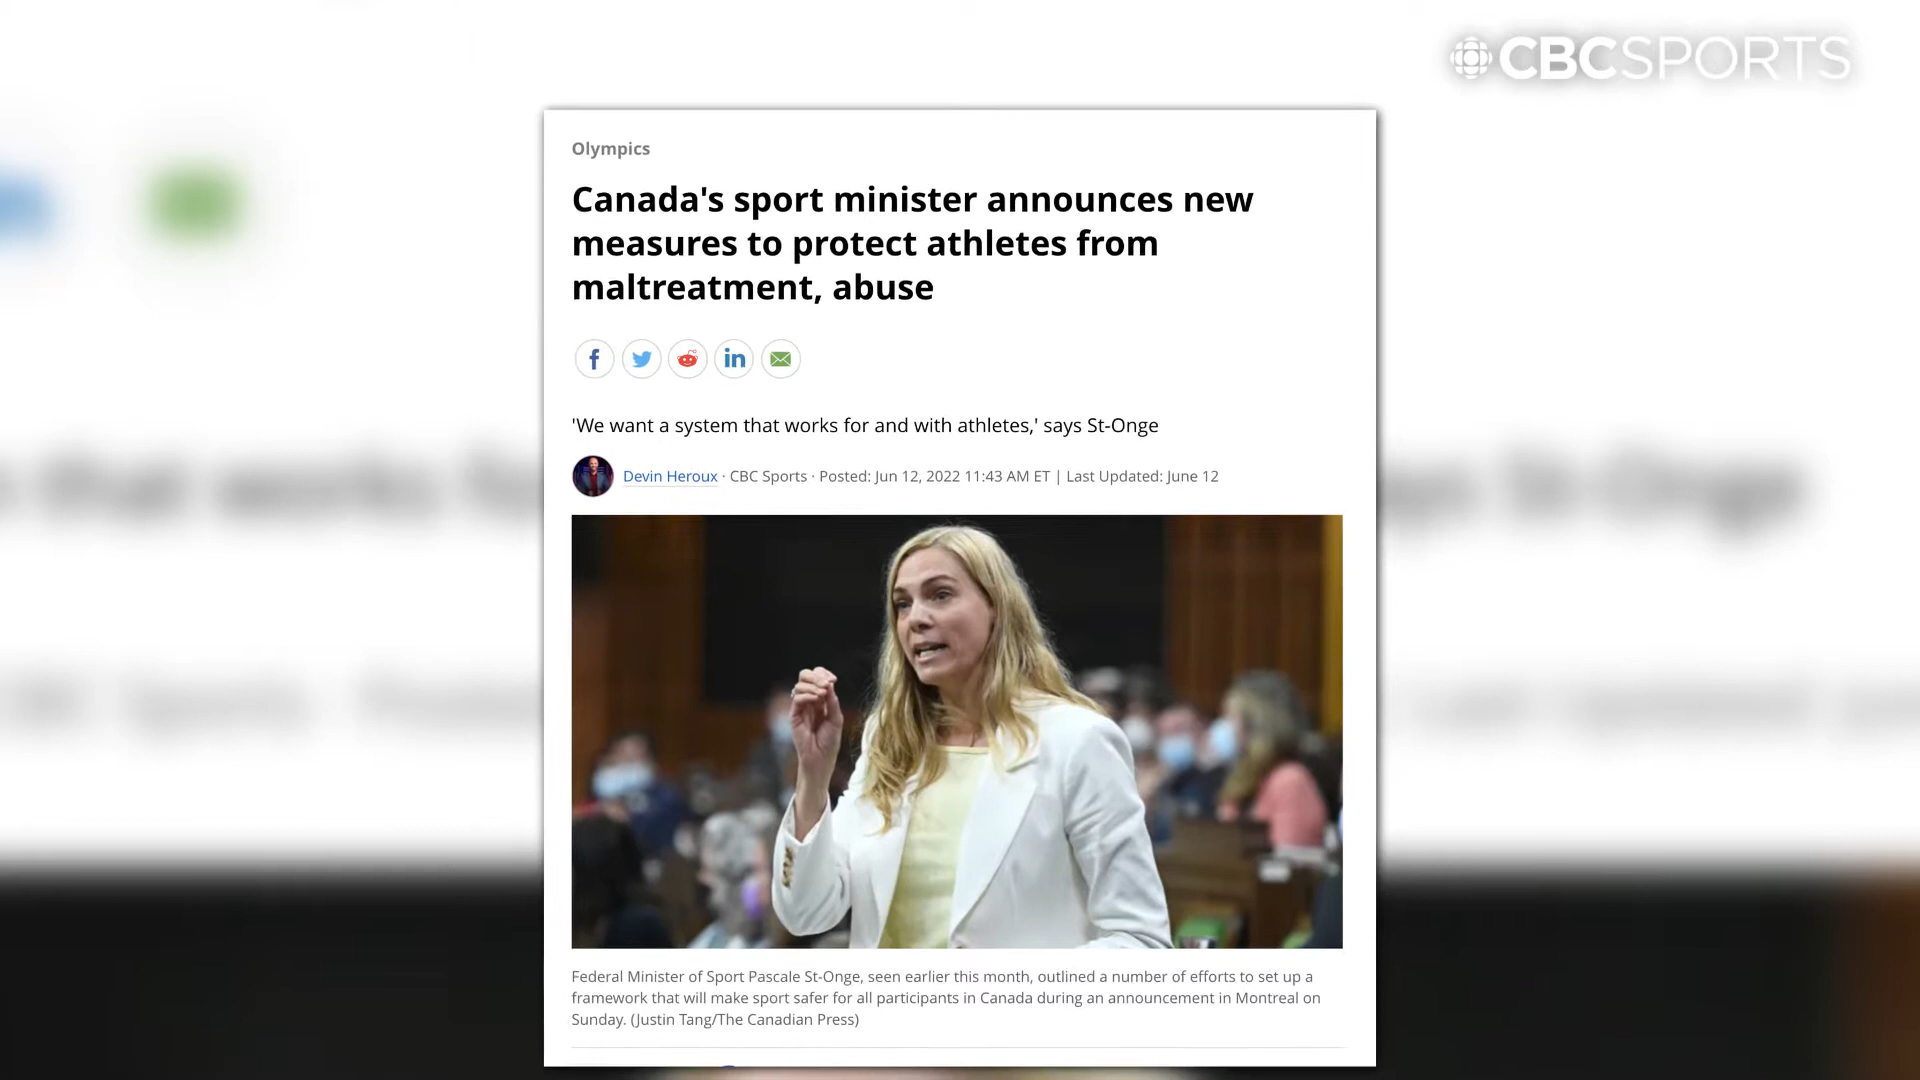 CBCSPORTS
Olympics
Canada's sport minister announces new
measures to protect athletes from
maltreatment, abuse
'We want a system that works for and with athletes,' says St-Onge
Devin Heroux · CBC Sports · Posted: Jun 12, 2022 11:43 AM ET | Last Updated: June 12
Federal Minister of Sport Pascale St-Onge, seen earlier this month, outlined a number of efforts to set up a
framework that will make sport safer for all participants in Canada during an announcement in Montreal on
Sunday. (Justin Tang/The Canadian Press)